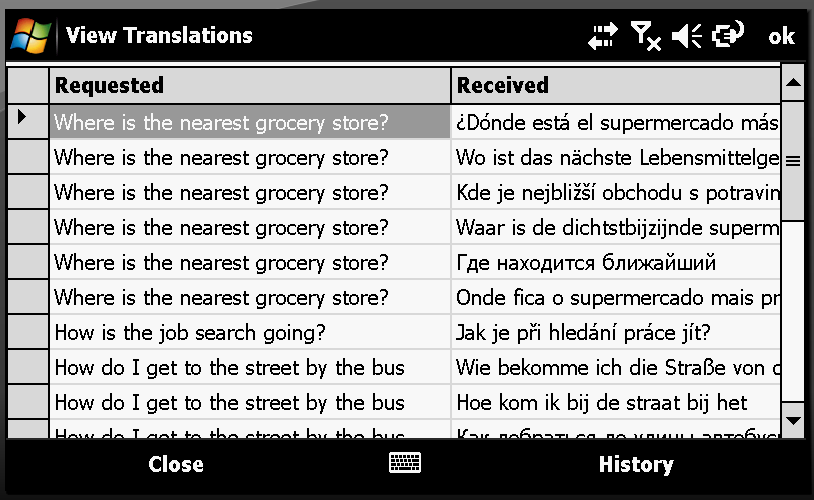 View Translations
ok
Requested Received
Where is the nearest grocery store? ¿Dónde está el supermercado más
Where is the nearest grocery store? Wo ist das nächste Lebensmittelge
Where is the nearest grocery store? Kde je nejbližší obchodu s potravin
Where is the nearest grocery store? Waar is de dichtstbijzijnde superm
Where is the nearest grocery store? Где находится ближайший
Where is the nearest grocery store? Onde fica o supermercado mais pr
How is the job search going? Jak je při hledání práce jít?
How do I get to the street by the bus Wie bekomme ich die Straße von
How do I get to the street by the bus Hoe kom ik bij de straat bij het
How do I get to the street by the bus Как добраться до улицы
Close History